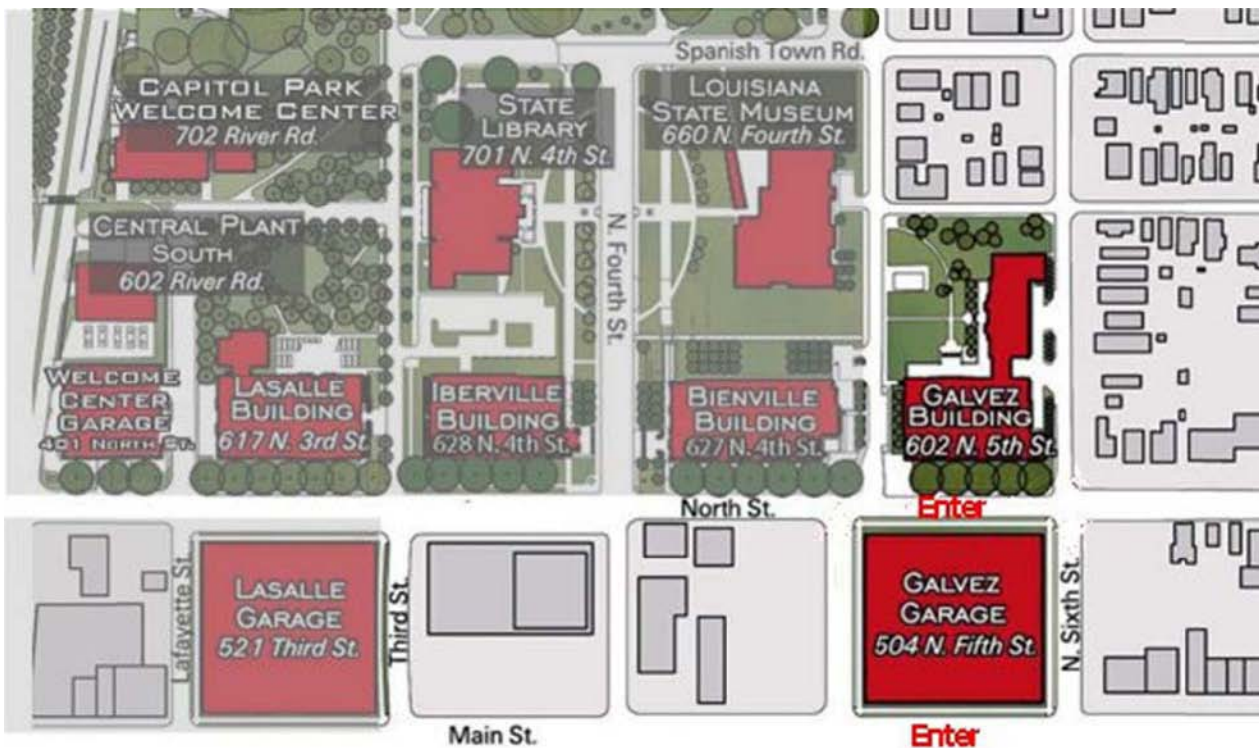 Spanish Town Rd.
CAPITOL PARK
WELCOME CENTER
702 River Rd.
STATE
LIBRARY
701 N. 4th St.
LOUISIANA
STATE MUSEUM
660 N. Fourth St.
CENTRAL PLANT
SOUTH
602 River Rd.
N. Fourth St.
WELCOME
CENTER
GARAGE
401 NORTH ST.
LASALLE
BUILDING
617 N. 3rd St.
IBERVILLE
BUILDING
628 N. 4th St.
BIENVILLE
BUILDING
627 N. 4th St.
GALVEZ
BUILDING
602 N. 5th St.
North St.
Enter
Lafayette St.
LASALLE
GARAGE
521 Third St.
Third St.
GALVEZ
GARAGE
504 N. Fifth St.
N. Sixth St.
Main St.
Enter